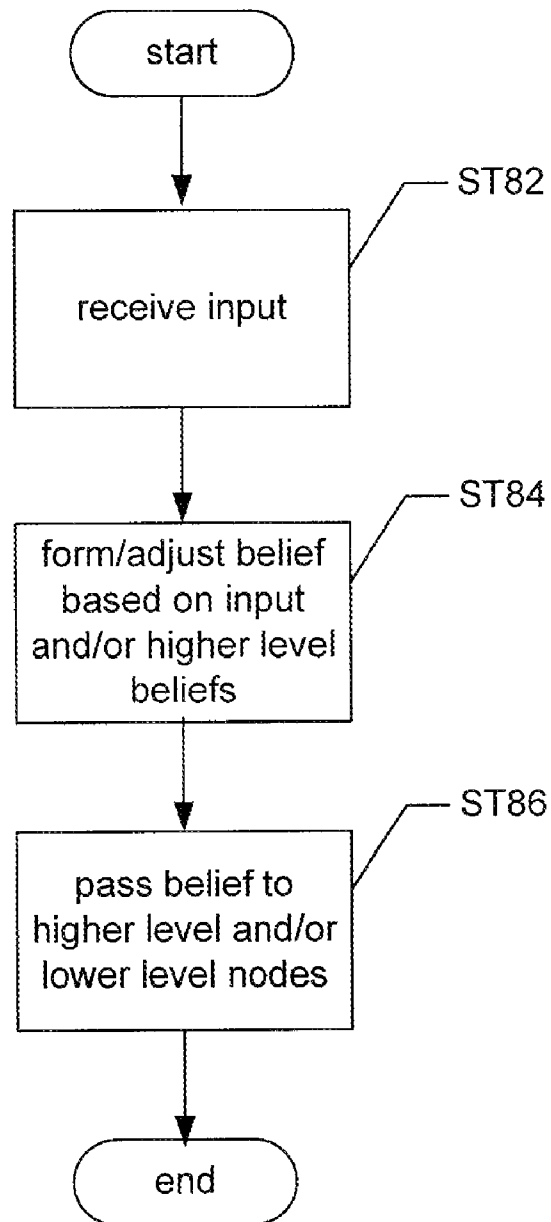 start
ST82
receive input
ST84
form/adjust belief
based on input
and/or higher level
beliefs
ST86
pass belief to
higher level and/or
lower level nodes
end